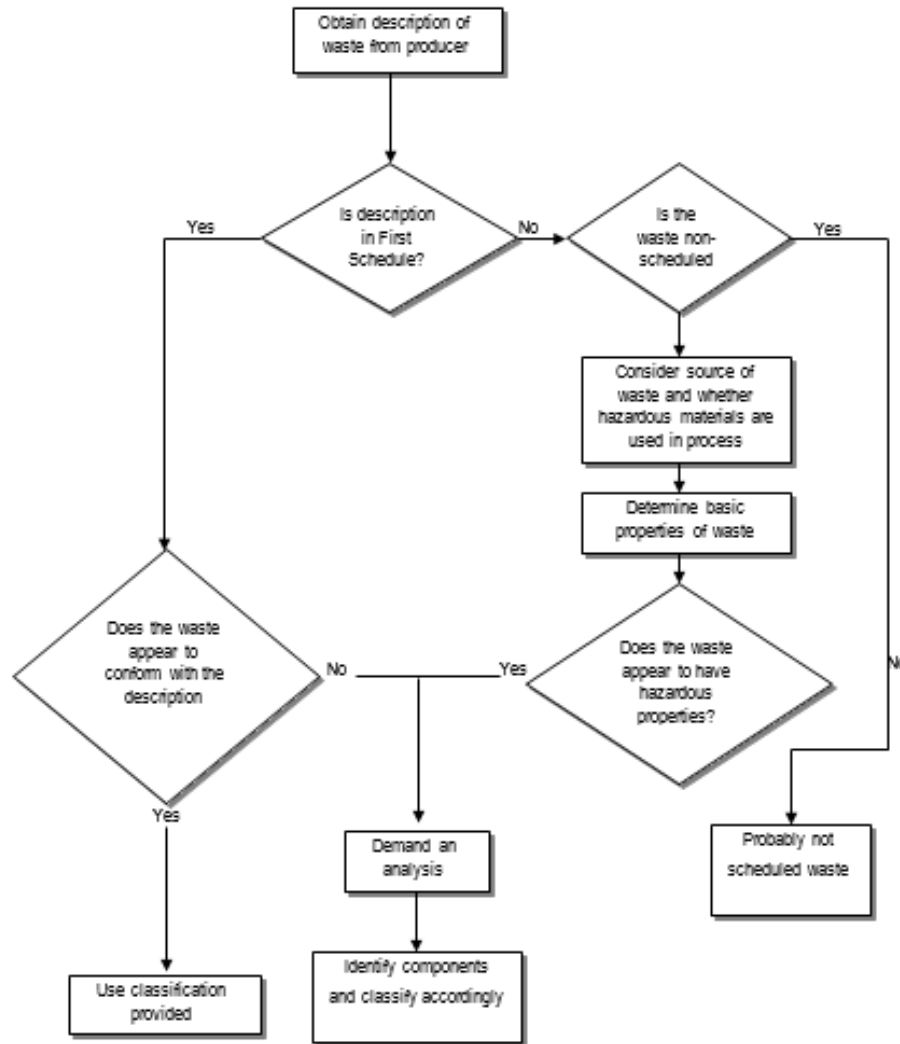 Obtain description of
waste from producer
Is description
in First
Schedule?
Yes
No
Is the
waste non-
scheduled
Yes
Consider source of
waste and whether
hazardous materials are
used in process
Determine basic
properties of waste
Does the waste
appear to
conform with the
description
No
Yes
Does the waste
appear to have
hazardous
properties?
No
Yes
Demand an
analysis
Probably not
scheduled waste
Use classification
provided
Identify components
and classify accordingly